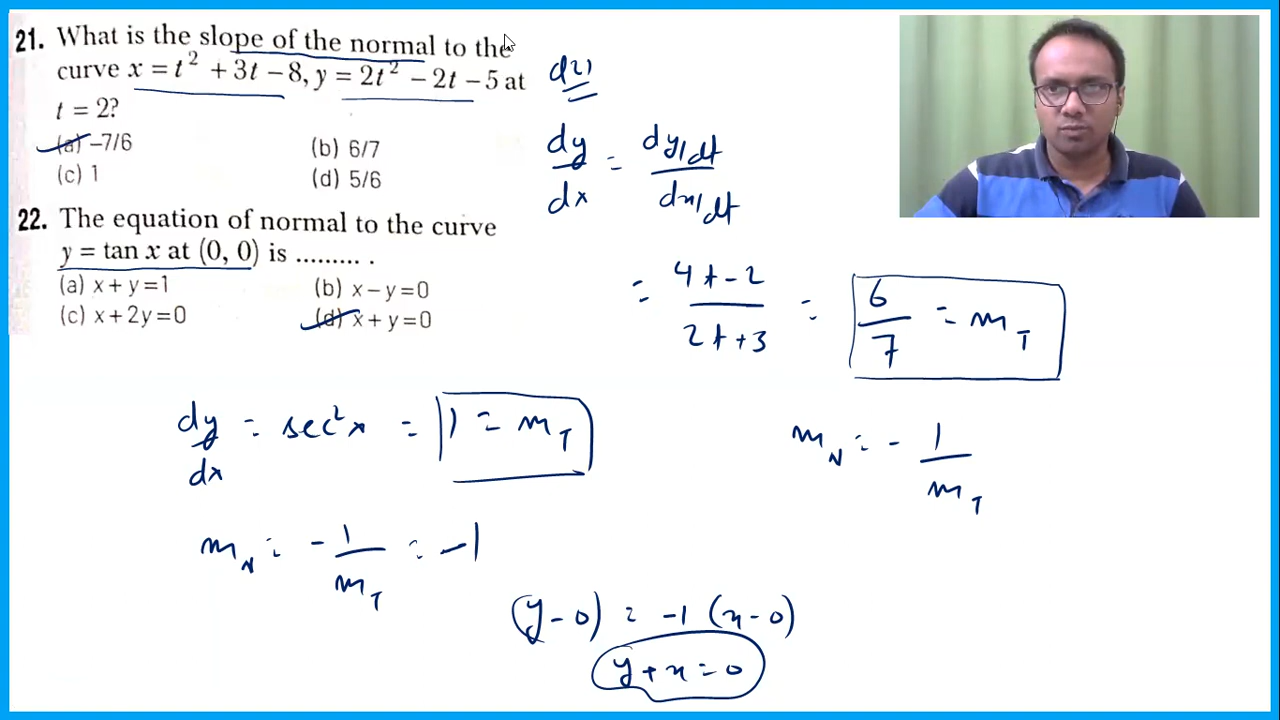 21. What is the slope of the normal to the
curve x = t² + 3t − 8, y = 2t² − 2t − 5 at
t = 2?
(a) −7/6 (b) 6/7
(c) 1 (d) 5/6
22. The equation of normal to the curve
y = tan x at (0, 0) is ......... .
(a) x + y = 1 (b) x − y = 0
(c) x + 2y = 0 (d) x + y = 0
dy/dx = (dy/dt)/(dx/dt)
= (4t − 2)/(2t + 3) = 6/7 = m_T
m_N = − 1/m_T
dy/dx = sec²x = 1 = m_T
m_N = − 1/m_T = −1
(y − 0) = −1 (x − 0)
y + x = 0